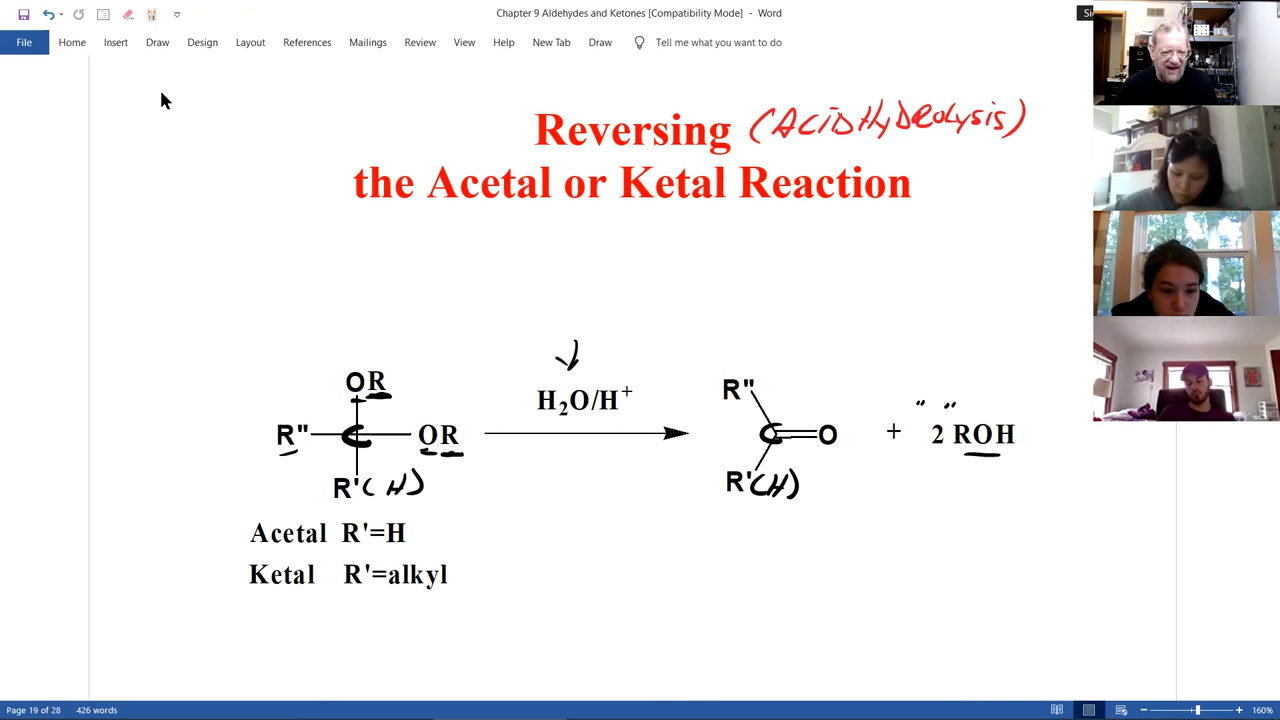 Chapter 9 Aldehydes and Ketones [Compatibility Mode] - Word
File Home Insert Draw Design Layout References Mailings Review View Help New Tab Draw Tell me what you want to do
Reversing (Acid Hydrolysis)
the Acetal or Ketal Reaction
OR
R" C OR
R'(H)
H₂O/H⁺
R"
C=O
R'(H)
+ " " 2 ROH
Acetal R'=H
Ketal R'=alkyl
Page 19 of 28 426 words
160%